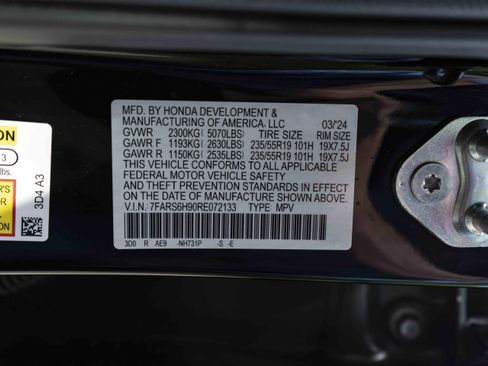 ON
3
lbs.
R'S
OR
3D4 A3
MFD. BY HONDA DEVELOPMENT &
MANUFACTURING OF AMERICA, LLC 03/24
GVWR 2300KG( 5070LBS) TIRE SIZE RIM SIZE
GAWR F 1193KG( 2630LBS) 235/55R19 101H 19X7.5J
GAWR R 1150KG( 2535LBS) 235/55R19 101H 19X7.5J
THIS VEHICLE CONFORMS TO ALL APPLICABLE
FEDERAL MOTOR VEHICLE SAFETY
AND THEFT PREVENTION STANDARDS IN EFFECT
ON THE DATE OF MANUFACTURE SHOWN ABOVE.
V.I.N. 7FARS6H90RE072133 TYPE: MPV
3D0 R AE9 -NH731P -S -E